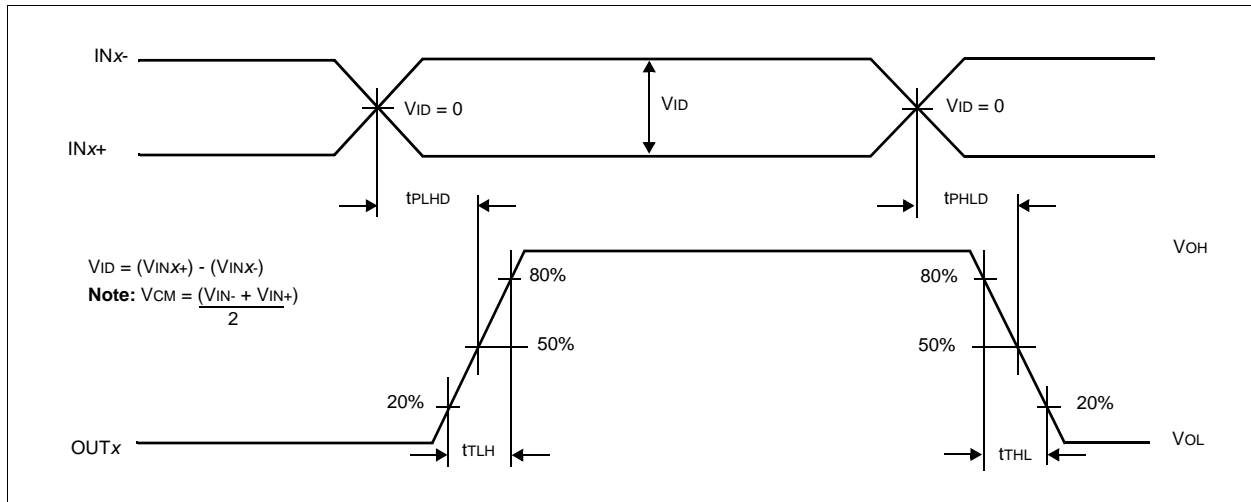 INx-
VID = 0
VID
VID = 0
INx+
tPLHD
tPHLD
VOH
VID = (VINx+) - (VINx-)
80%
80%
Note: VCM = (VIN- + VIN+)
2
50%
50%
20%
20%
OUTx
tTLH
tTHL
VOL